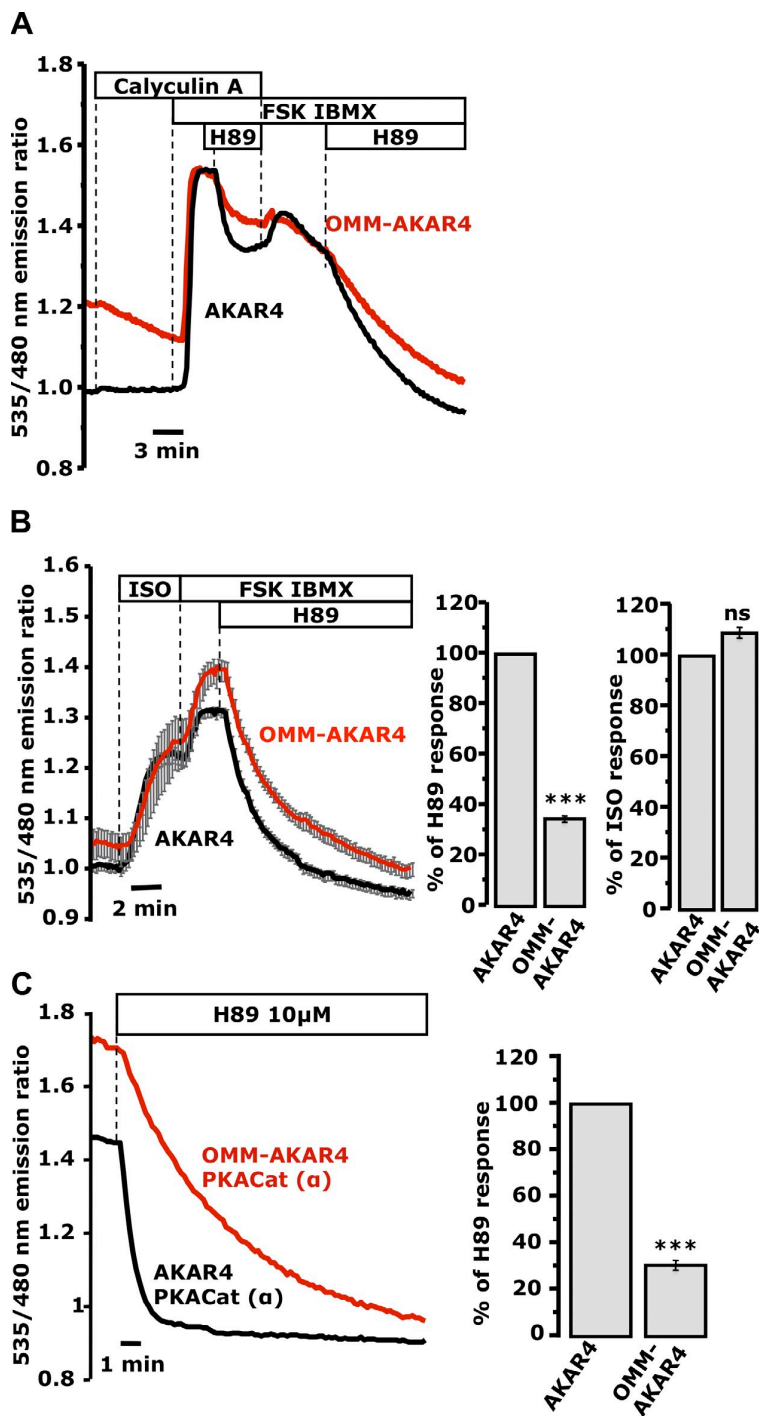 A
535/480 nm emission ratio
1.8
1.6
1.4
1.2
1.0
0.8
Calyculin A
FSK IBMX
H89
H89
OMM-AKAR4
AKAR4
3 min
B
535/480 nm emission ratio
1.6
1.5
1.4
1.3
1.2
1.1
1.0
0.9
ISO
FSK IBMX
H89
OMM-AKAR4
AKAR4
2 min
% of H89 response
120
100
80
60
40
20
0
***
AKAR4
OMM-
AKAR4
% of ISO response
120
100
80
60
40
20
0
ns
AKAR4
OMM-
AKAR4
C
535/480 nm emission ratio
1.8
1.6
1.4
1.2
1
0.8
H89 10µM
OMM-AKAR4
PKACat (α)
AKAR4
PKACat (α)
1 min
% of H89 response
120
100
80
60
40
30
20
0
***
AKAR4
OMM-
AKAR4